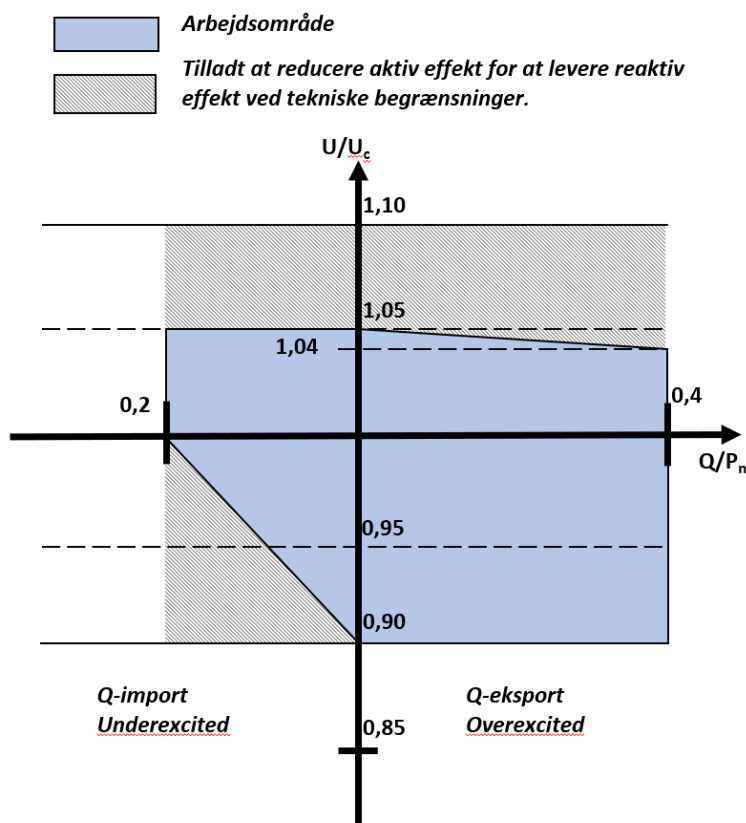 Arbejdsområde
Tilladt at reducere aktiv effekt for at levere reaktiv
effekt ved tekniske begrænsninger.
U/Uc
1,10
1,05
1,04
0,2
0,4
Q/Pn
0,95
0,90
Q-import
Underexcited
Q-eksport
Overexcited
0,85